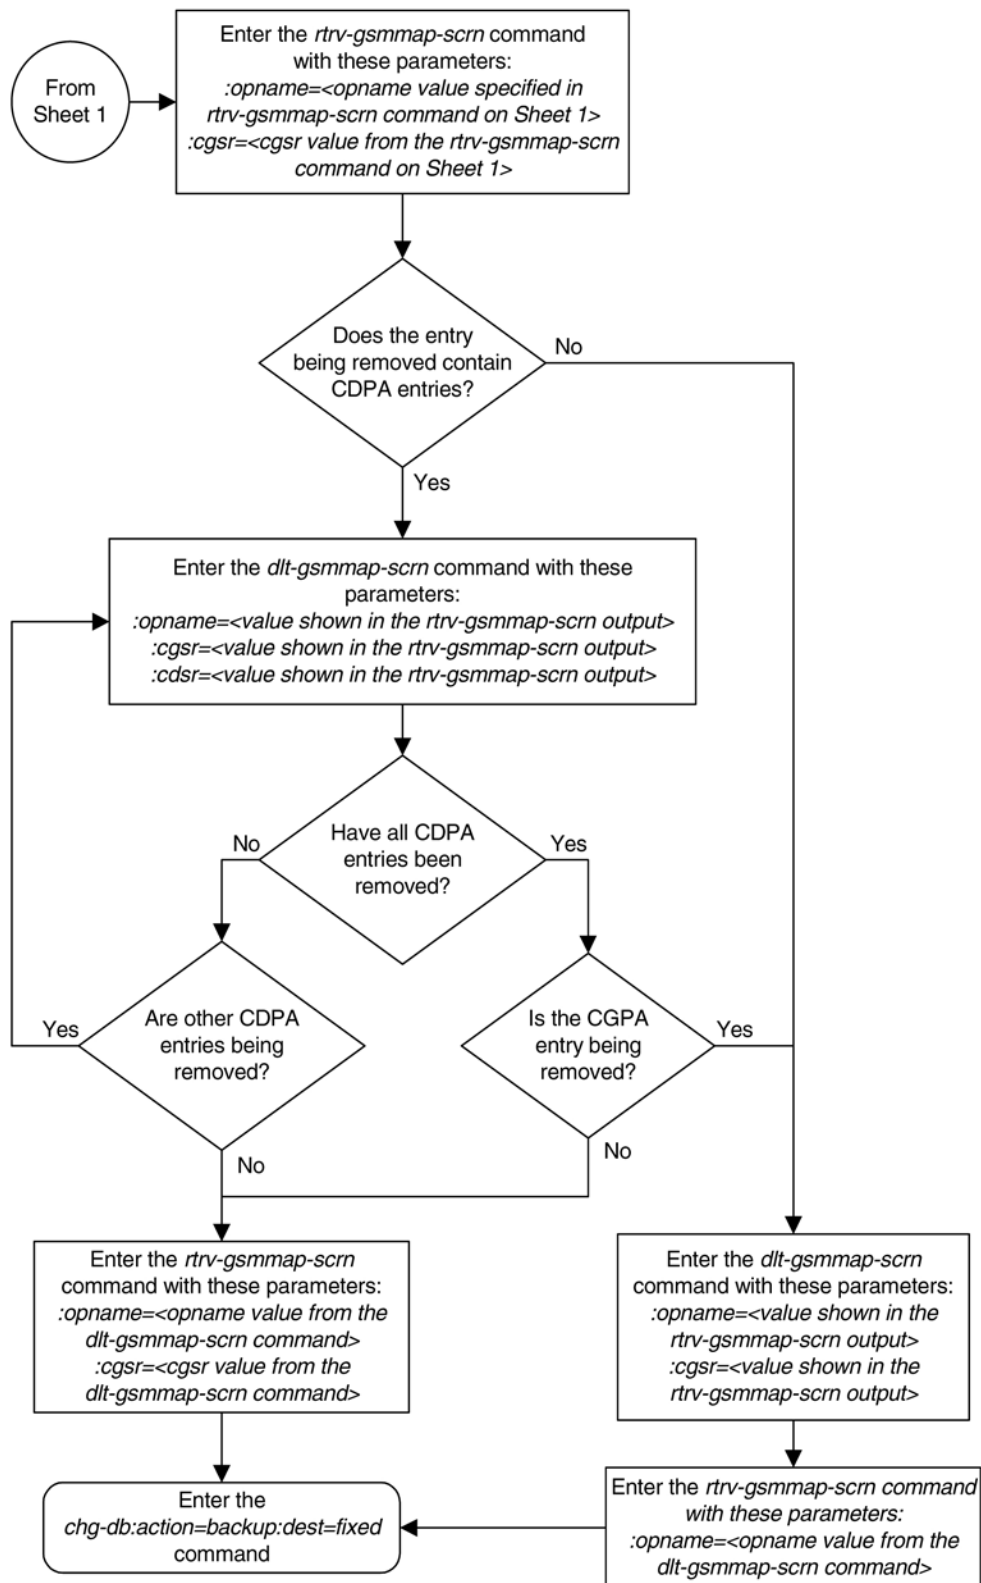 From
Sheet 1
Enter the rtrv-gsmmap-scrn command
with these parameters:
:opname=<opname value specified in
rtrv-gsmmap-scrn command on Sheet 1>
:cgsr=<cgsr value from the rtrv-gsmmap-scrn
command on Sheet 1>
Does the entry
being removed contain
CDPA entries?
No
Yes
Enter the dlt-gsmmap-scrn command with these
parameters:
:opname=<value shown in the rtrv-gsmmap-scrn output>
:cgsr=<value shown in the rtrv-gsmmap-scrn output>
:cdsr=<value shown in the rtrv-gsmmap-scrn output>
Have all CDPA
entries been
removed?
No
Yes
Are other CDPA
entries being
removed?
Yes
No
Is the CGPA
entry being
removed?
Yes
No
Enter the rtrv-gsmmap-scrn
command with these parameters:
:opname=<opname value from the
dlt-gsmmap-scrn command>
:cgsr=<cgsr value from the
dlt-gsmmap-scrn command>
Enter the dlt-gsmmap-scrn
command with these parameters:
:opname=<value shown in the
rtrv-gsmmap-scrn output>
:cgsr=<value shown in the
rtrv-gsmmap-scrn output>
Enter the
chg-db:action=backup:dest=fixed
command
Enter the rtrv-gsmmap-scrn command
with these parameters:
:opname=<opname value from the
dlt-gsmmap-scrn command>